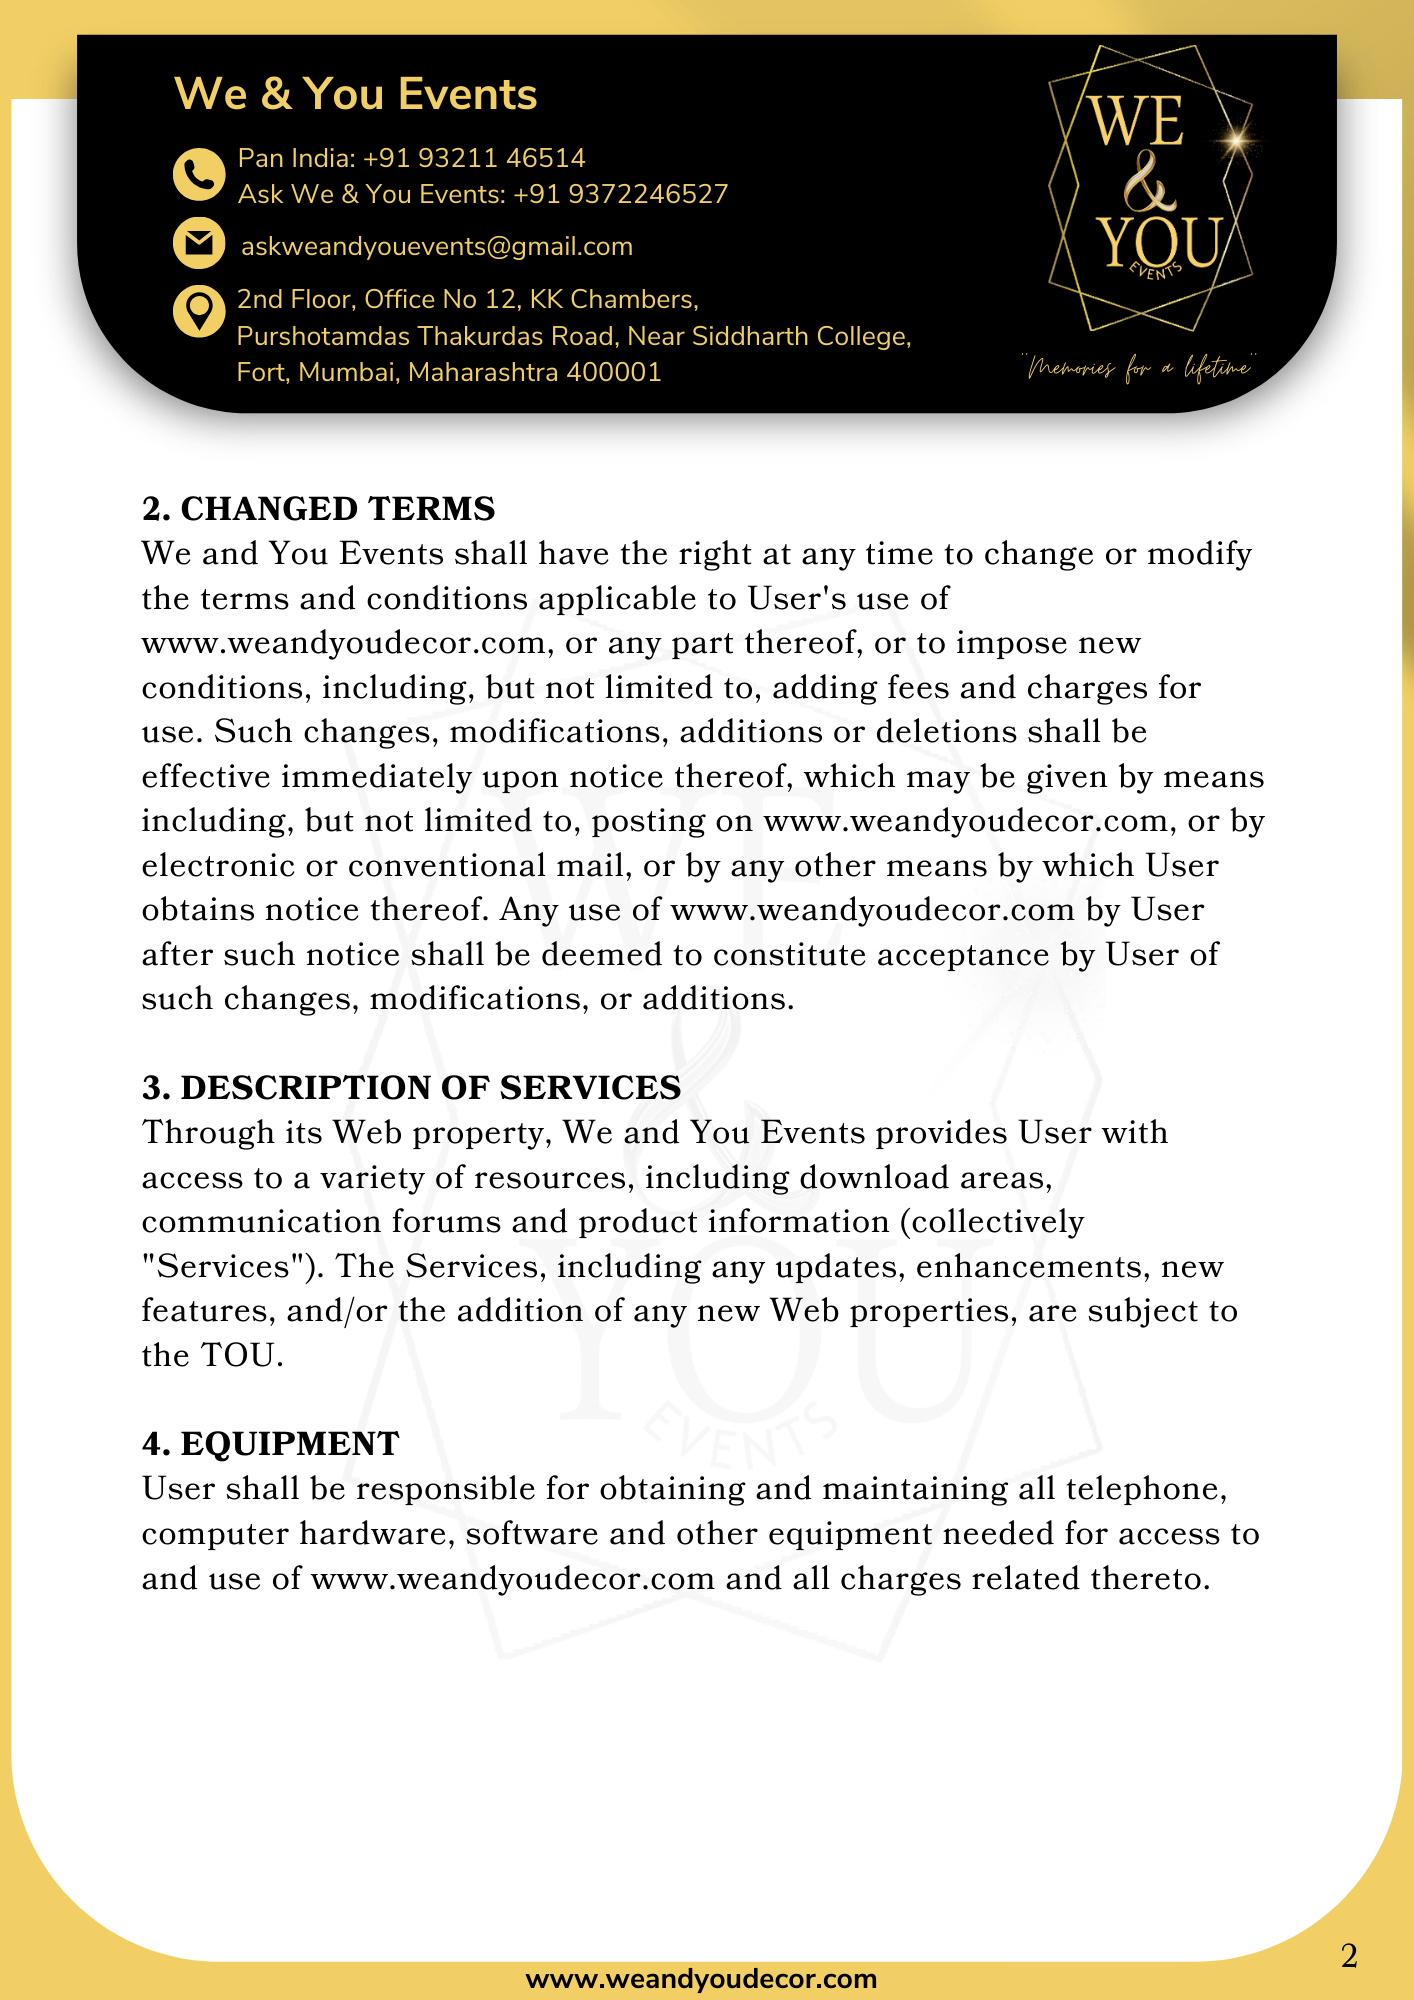 We & You Events
Pan India: +91 93211 46514
Ask We & You Events: +91 9372246527
askweandyouevents@gmail.com
2nd Floor, Office No 12, KK Chambers,
Purshotamdas Thakurdas Road, Near Siddharth College,
Fort, Mumbai, Maharashtra 400001
WE
&
YOU
EVENTS
"Memories for a lifetime"
2. CHANGED TERMS
We and You Events shall have the right at any time to change or modify
the terms and conditions applicable to User's use of
www.weandyoudecor.com, or any part thereof, or to impose new
conditions, including, but not limited to, adding fees and charges for
use. Such changes, modifications, additions or deletions shall be
effective immediately upon notice thereof, which may be given by means
including, but not limited to, posting on www.weandyoudecor.com, or by
electronic or conventional mail, or by any other means by which User
obtains notice thereof. Any use of www.weandyoudecor.com by User
after such notice shall be deemed to constitute acceptance by User of
such changes, modifications, or additions.
3. DESCRIPTION OF SERVICES
Through its Web property, We and You Events provides User with
access to a variety of resources, including download areas,
communication forums and product information (collectively
"Services"). The Services, including any updates, enhancements, new
features, and/or the addition of any new Web properties, are subject to
the TOU.
4. EQUIPMENT
User shall be responsible for obtaining and maintaining all telephone,
computer hardware, software and other equipment needed for access to
and use of www.weandyoudecor.com and all charges related thereto.
WE
&
YOU
EVENTS
2
www.weandyoudecor.com